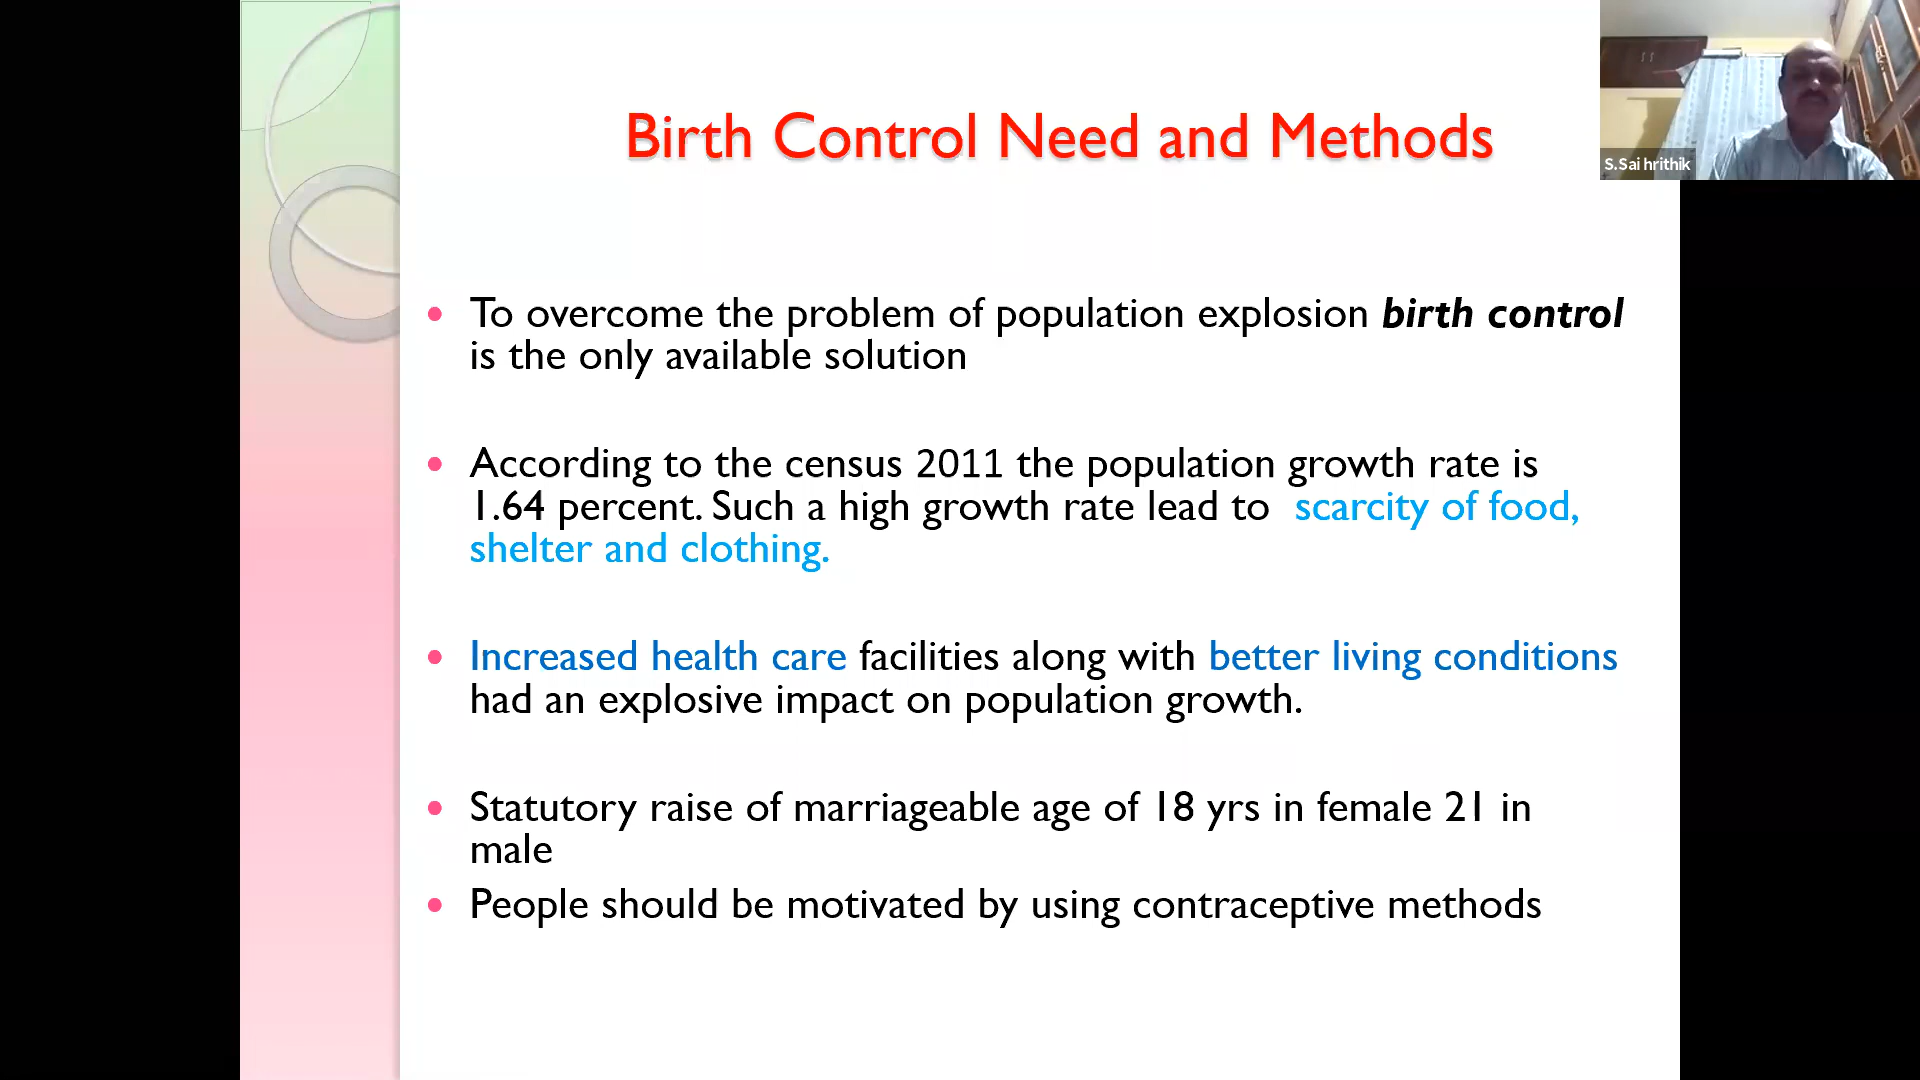 Birth Control Need and Methods
S.Sai hrithik
• To overcome the problem of population explosion birth control
is the only available solution
• According to the census 2011 the population growth rate is
1.64 percent. Such a high growth rate lead to scarcity of food,
shelter and clothing.
• Increased health care facilities along with better living conditions
had an explosive impact on population growth.
• Statutory raise of marriageable age of 18 yrs in female 21 in
male
• People should be motivated by using contraceptive methods